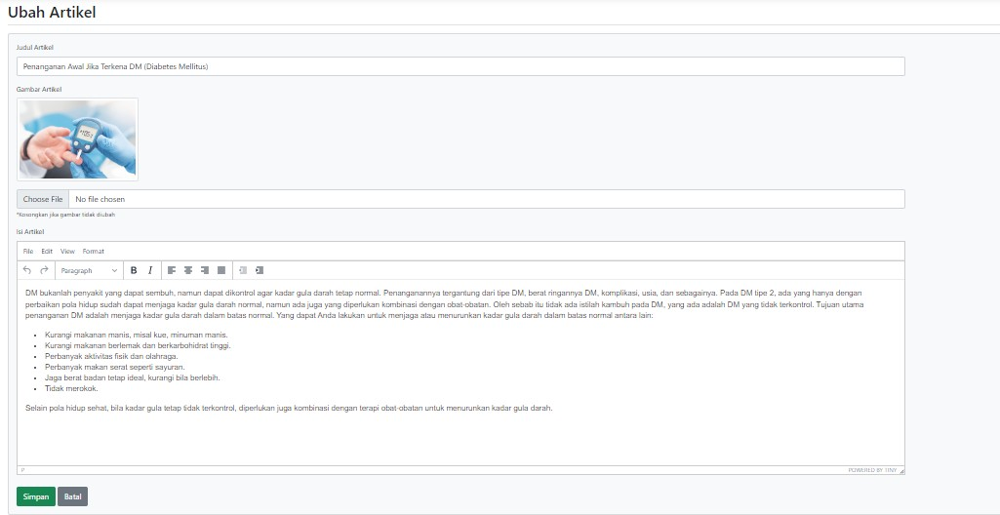 Ubah Artikel
Judul Artikel
Penanganan Awal Jika Terkena DM (Diabetes Mellitus)
Gambar Artikel
Choose File No file chosen
*Kosongkan jika gambar tidak diubah
Isi Artikel
File Edit View Format
Paragraph B I
DM bukanlah penyakit yang dapat sembuh, namun dapat dikontrol agar kadar gula darah tetap normal. Penanganannya tergantung dari tipe DM, berat ringannya DM, komplikasi, usia, dan sebagainya. Pada DM tipe 2, ada yang hanya dengan
perbaikan pola hidup sudah dapat menjaga kadar gula darah normal, namun ada juga yang diperlukan kombinasi dengan obat-obatan. Oleh sebab itu tidak ada istilah kambuh pada DM, yang ada adalah DM yang tidak terkontrol. Tujuan utama
penanganan DM adalah menjaga kadar gula darah dalam batas normal. Yang dapat Anda lakukan untuk menjaga atau menurunkan kadar gula darah dalam batas normal antara lain:
• Kurangi makanan manis, misal kue, minuman manis.
• Kurangi makanan berlemak dan berkarbohidrat tinggi.
• Perbanyak aktivitas fisik dan olahraga.
• Perbanyak makan serat seperti sayuran.
• Jaga berat badan tetap ideal, kurangi bila berlebih.
• Tidak merokok.
Selain pola hidup sehat, bila kadar gula tetap tidak terkontrol, diperlukan juga kombinasi dengan terapi obat-obatan untuk menurunkan kadar gula darah.
P POWERED BY TINY
Simpan Batal